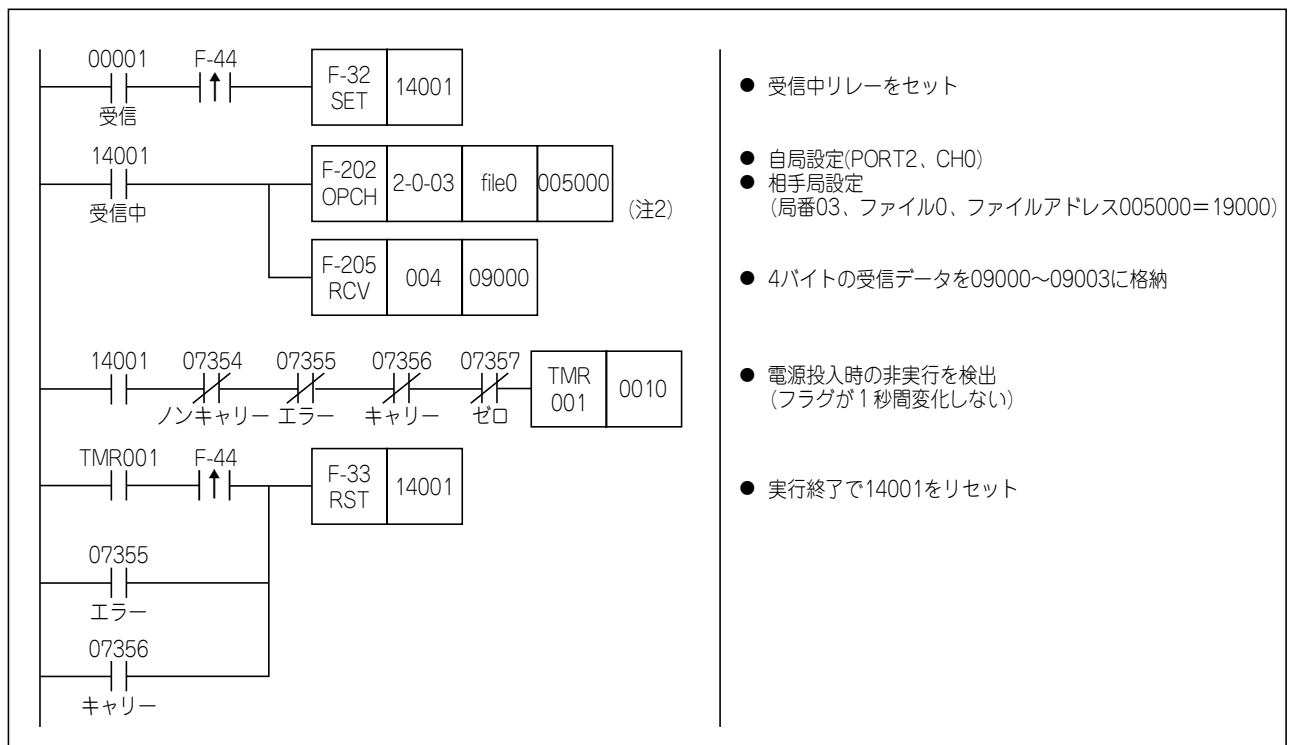 00001 F-44
F-32 SET 14001
受信
● 受信中リレーをセット
14001
受信中
F-202 OPCH 2-0-03 file0 005000
(注2)
● 自局設定(PORT2、CH0)
● 相手局設定
(局番03、ファイル0、ファイルアドレス005000＝19000)
F-205 RCV 004 09000
● 4バイトの受信データを09000～09003に格納
14001 07354 07355 07356 07357
ノンキャリー エラー キャリー ゼロ
TMR 001 0010
● 電源投入時の非実行を検出
(フラグが1秒間変化しない)
TMR001 F-44
F-33 RST 14001
● 実行終了で14001をリセット
07355
エラー
07356
キャリー